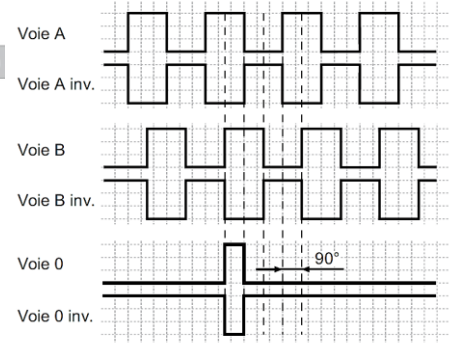 Voie A
Voie A inv.
Voie B
Voie B inv.
Voie 0
90°
Voie 0 inv.